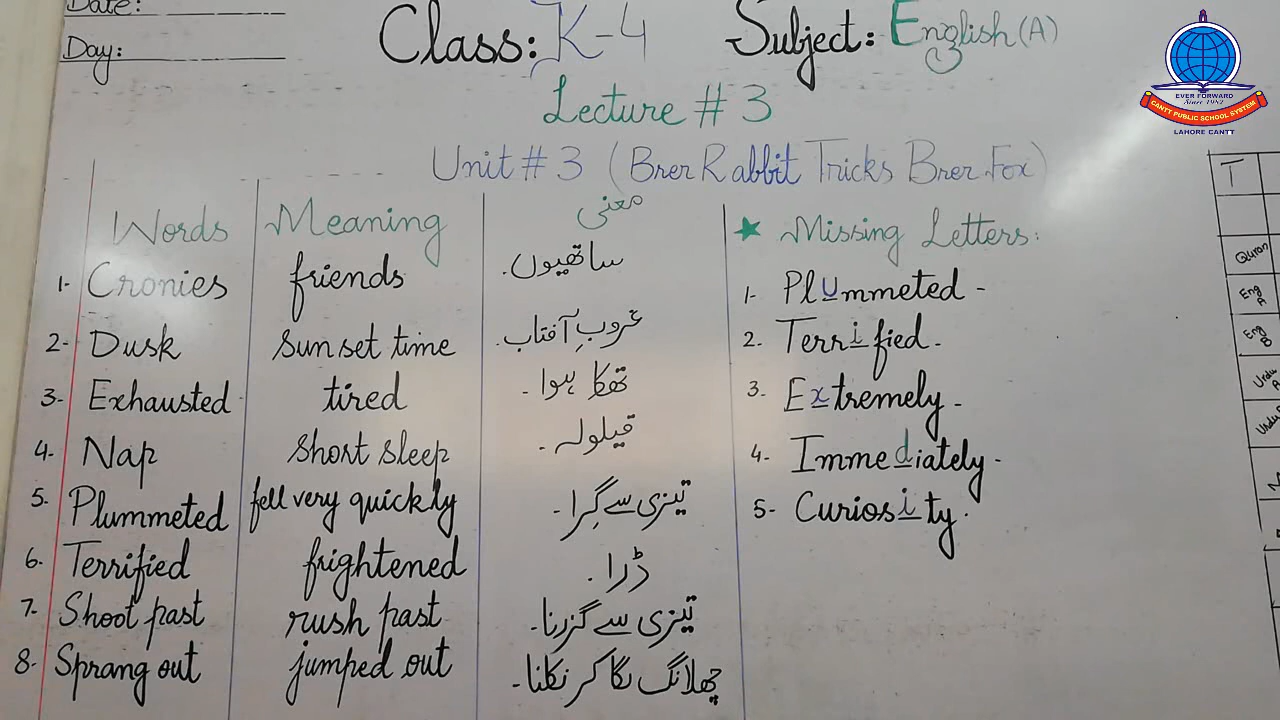 Date:
Day:
Class: K-4 Subject: English (A)
Lecture # 3
Unit # 3 (Brer Rabbit Tricks Brer Fox)
EVER FORWARD
Since 1982
CANTT PUBLIC SCHOOL SYSTEM
LAHORE CANTT
Words Meaning معنی
1- Cronies friends ساتھیوں.
2- Dusk sunset time غروبِ آفتاب.
3- Exhausted tired تھکا ہوا.
4- Nap short sleep قیلولہ.
5- Plummeted fell very quickly تیزی سے گِرا.
6- Terrified frightened ڈرا.
7- Shoot past rush past تیزی سے گزرنا.
8- Sprang out jumped out چھلانگ لگا کر نکلنا.
★ Missing Letters:
1- Plummeted -
2. Terrified.
3. Extremely.
4. Immediately.
5- Curiosity.
T
Quran
Eng A
Eng B
Urdu A
Urdu